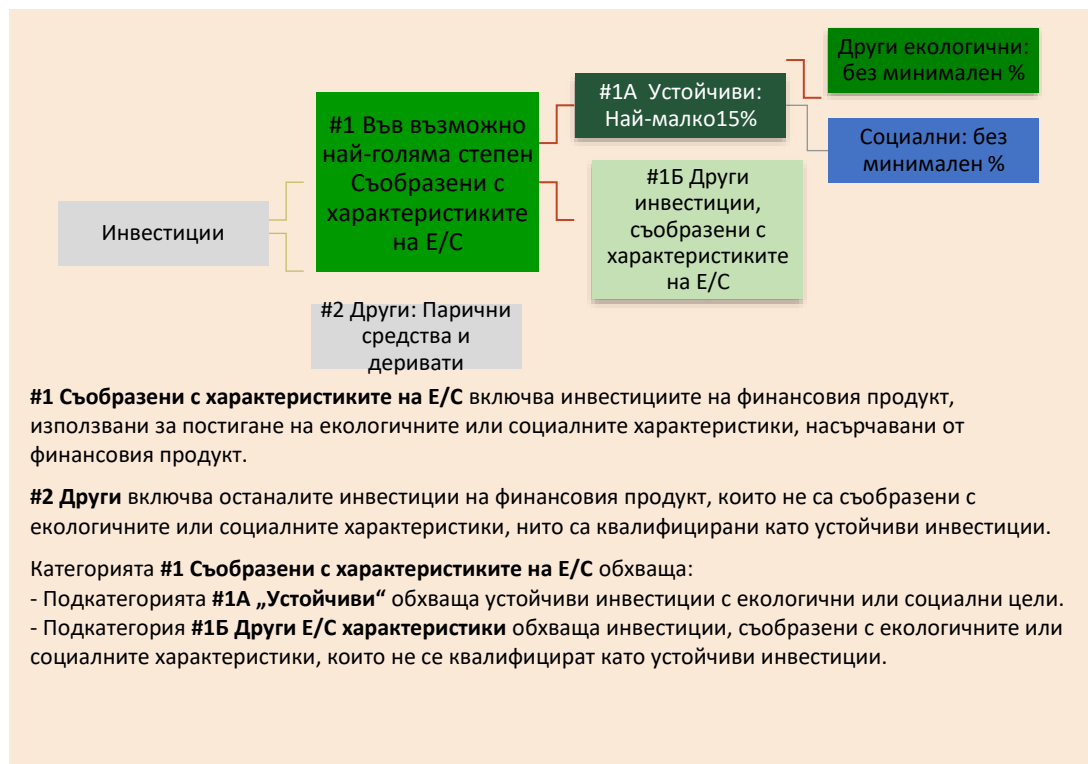 Инвестиции
#1 Във възможно
най-голяма степен
Съобразени с
характеристиките
на Е/С
#2 Други: Парични
средства и
деривати
#1А Устойчиви:
Най-малко15%
#1Б Други
инвестиции,
съобразени с
характеристиките
на Е/С
Други екологични:
без минимален %
Социални: без
минимален %
#1 Съобразени с характеристиките на Е/С включва инвестициите на финансовия продукт,
използвани за постигане на екологичните или социалните характеристики, насърчавани от
финансовия продукт.
#2 Други включва останалите инвестиции на финансовия продукт, които не са съобразени с
екологичните или социалните характеристики, нито са квалифицирани като устойчиви инвестиции.
Категорията #1 Съобразени с характеристиките на Е/С обхваща:
- Подкатегорията #1А „Устойчиви“ обхваща устойчиви инвестиции с екологични или социални цели.
- Подкатегория #1Б Други Е/С характеристики обхваща инвестиции, съобразени с екологичните или
социалните характеристики, които не се квалифицират като устойчиви инвестиции.